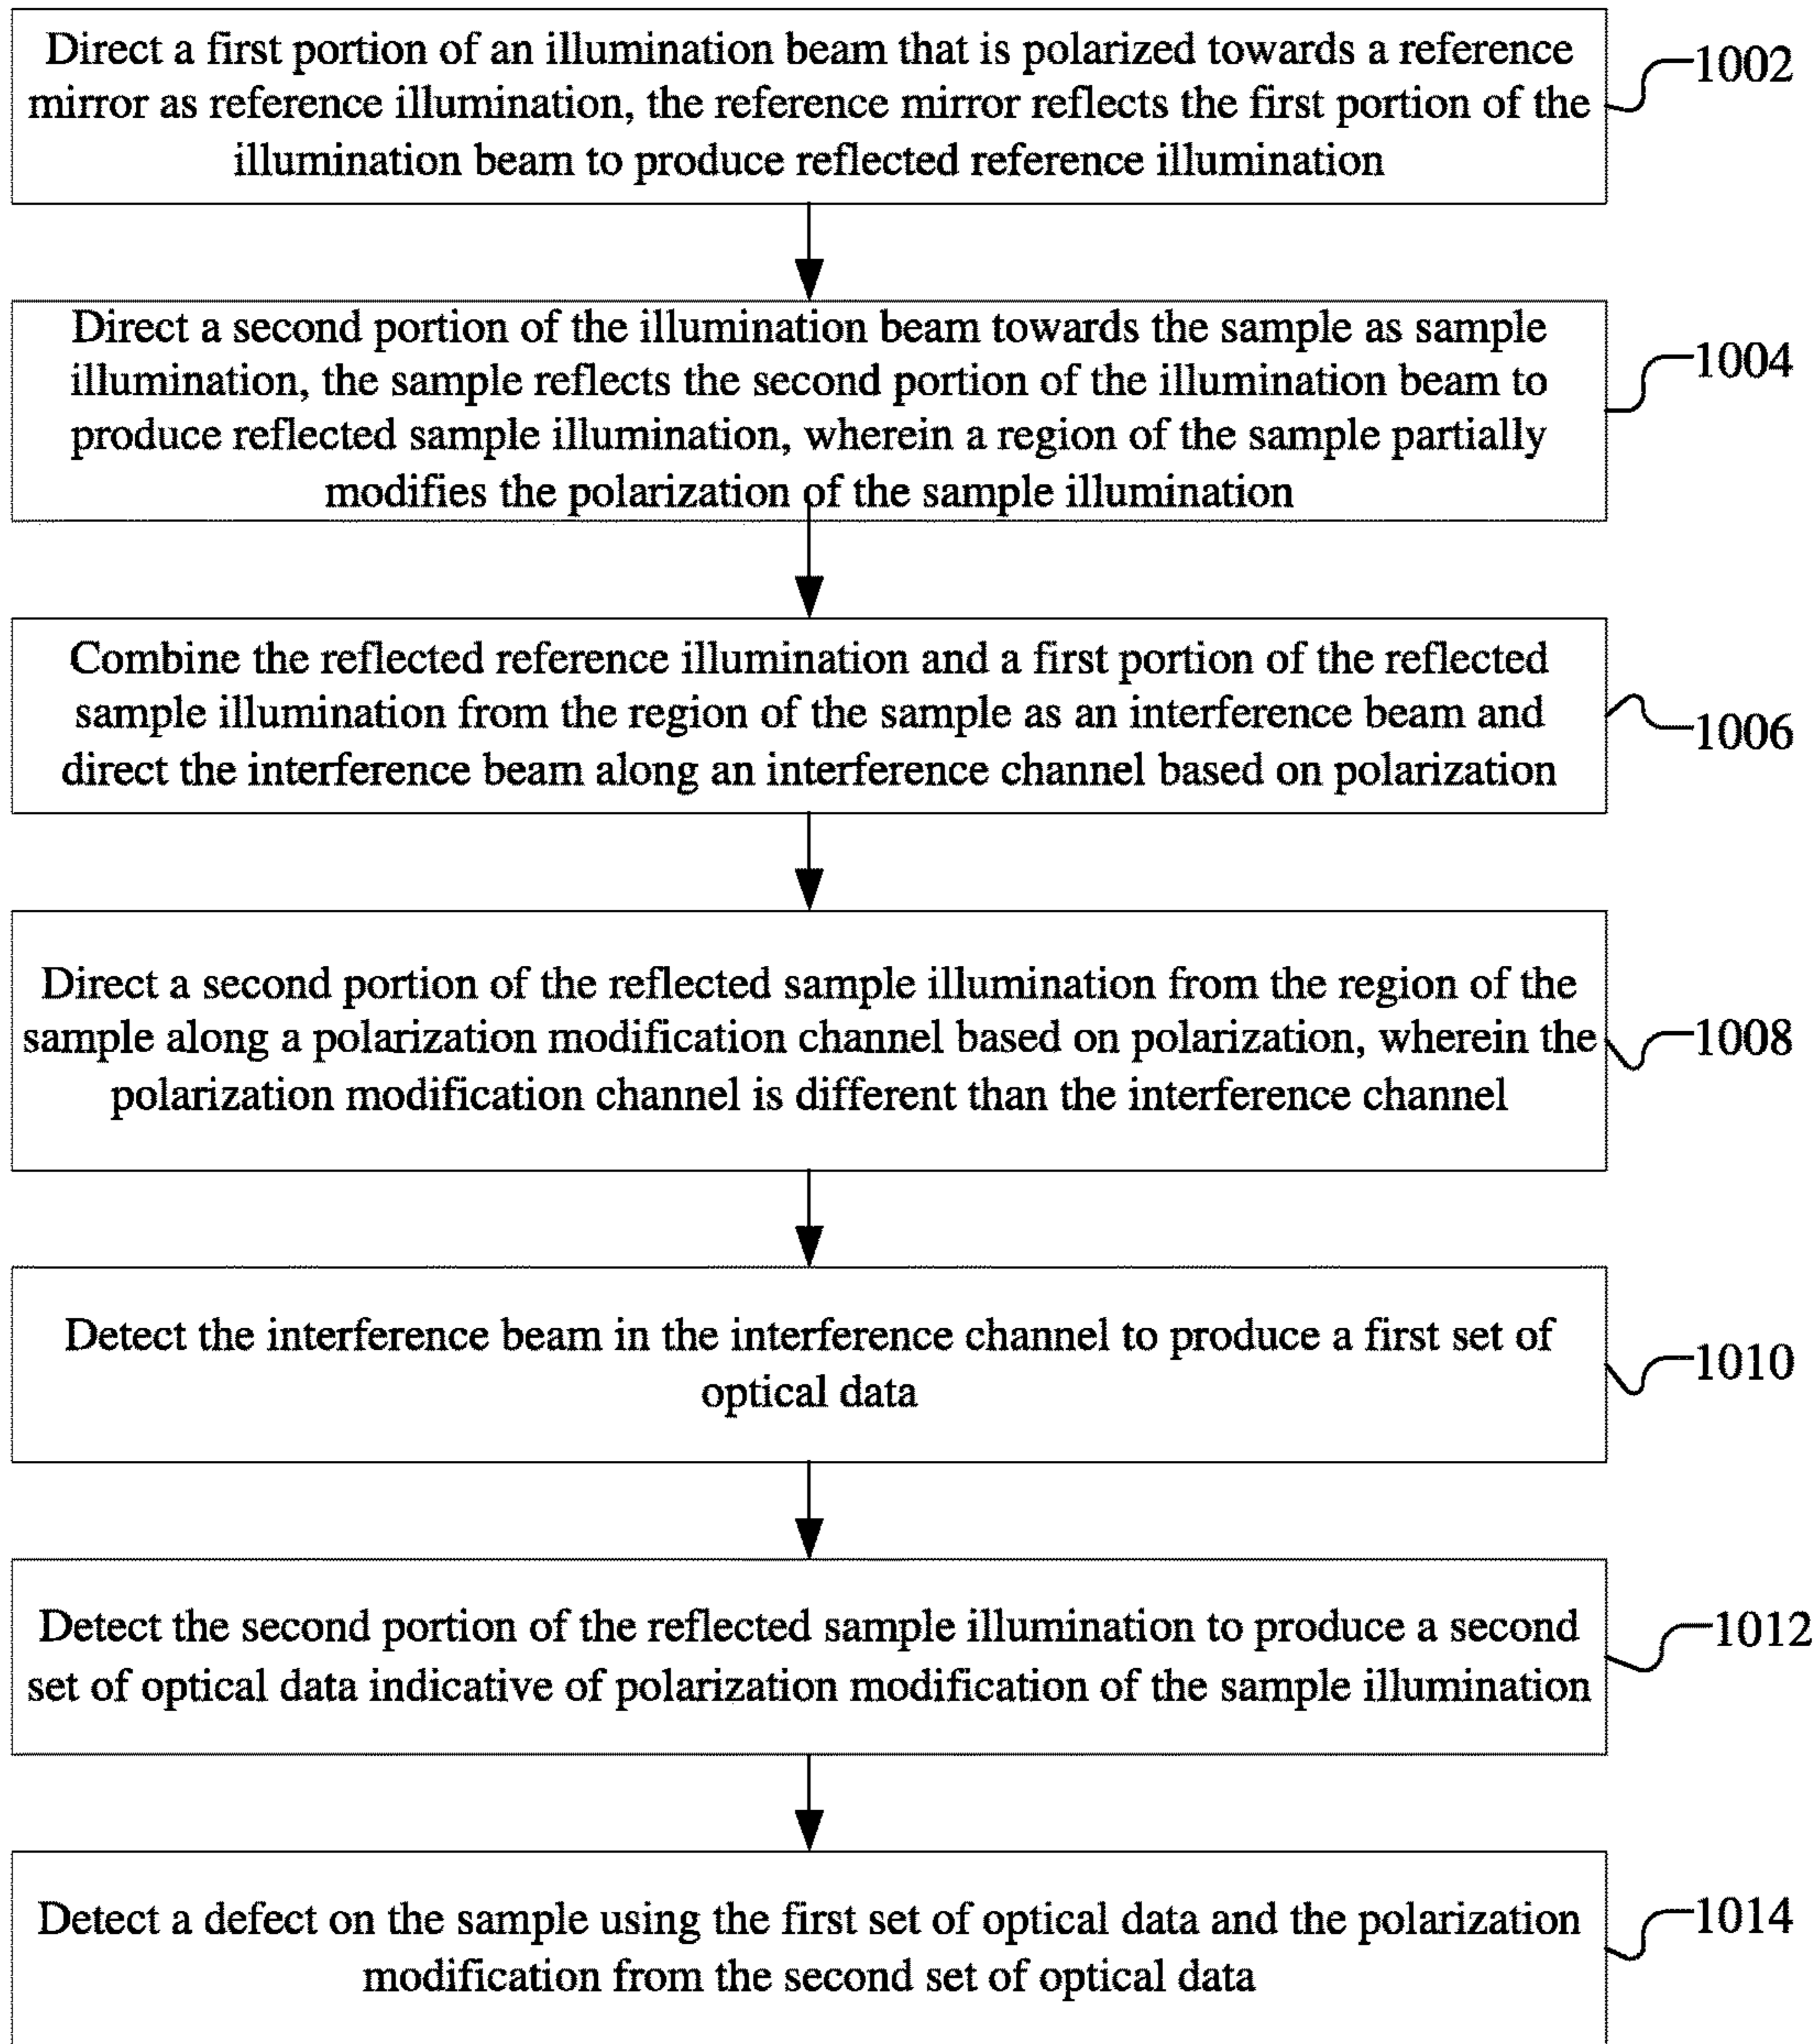 Direct a first portion of an illumination beam that is polarized towards a reference
mirror as reference illumination, the reference mirror reflects the first portion of the
illumination beam to produce reflected reference illumination
1002
Direct a second portion of the illumination beam towards the sample as sample
illumination, the sample reflects the second portion of the illumination beam to
produce reflected sample illumination, wherein a region of the sample partially
modifies the polarization of the sample illumination
1004
Combine the reflected reference illumination and a first portion of the reflected
sample illumination from the region of the sample as an interference beam and
direct the interference beam along an interference channel based on polarization
1006
Direct a second portion of the reflected sample illumination from the region of the
sample along a polarization modification channel based on polarization, wherein the
polarization modification channel is different than the interference channel
1008
Detect the interference beam in the interference channel to produce a first set of
optical data
1010
Detect the second portion of the reflected sample illumination to produce a second
set of optical data indicative of polarization modification of the sample illumination
1012
Detect a defect on the sample using the first set of optical data and the polarization
modification from the second set of optical data
1014